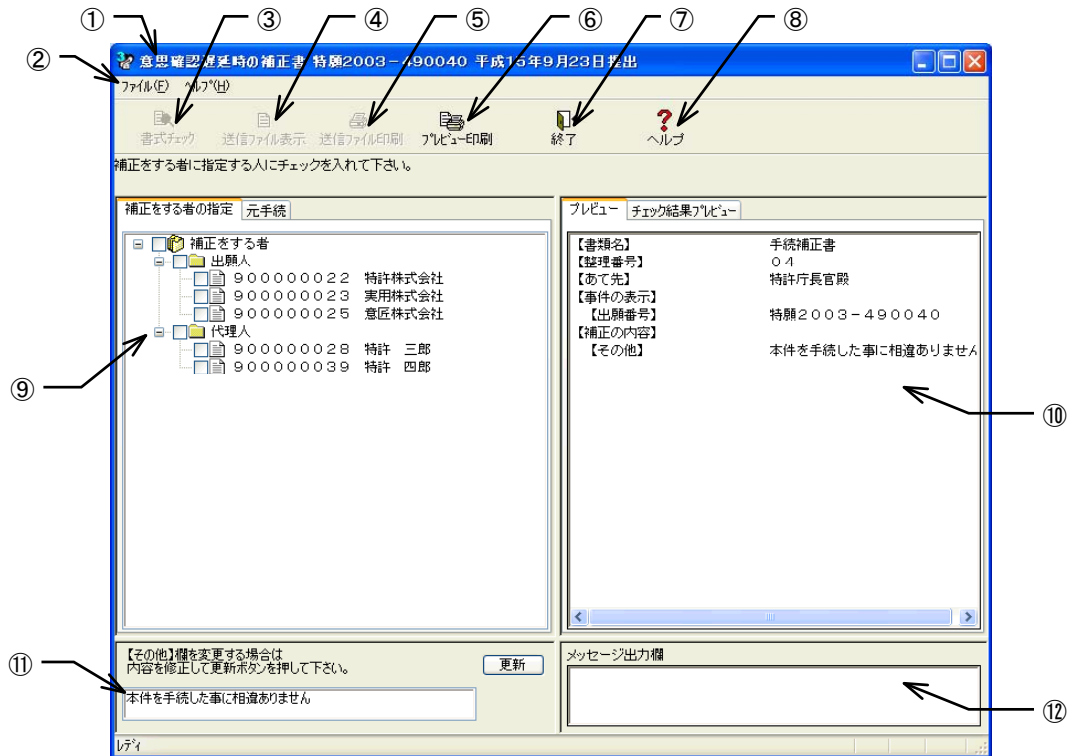 ① ③ ④ ⑤ ⑥ ⑦ ⑧
②
意思確認遅延時の補正書 特願2003-490040 平成15年9月23日提出
ファイル(F) ヘルプ(H)
書式チェック 送信ファイル表示 送信ファイル印刷 プレビュー印刷 終了 ヘルプ
補正をする者に指定する人にチェックを入れて下さい。
補正をする者の指定 元手続
補正をする者
出願人
900000022 特許株式会社
900000023 実用株式会社
900000025 意匠株式会社
代理人
900000028 特許 三郎
900000039 特許 四郎
⑨
プレビュー チェック結果プレビュー
【書類名】 手続補正書
【整理番号】 04
【あて先】 特許庁長官殿
【事件の表示】
【出願番号】 特願2003-490040
【補正の内容】
【その他】 本件を手続した事に相違ありません
⑩
⑪
【その他】欄を変更する場合は
内容を修正して更新ボタンを押して下さい。
更新
本件を手続した事に相違ありません
メッセージ出力欄
⑫
レディ